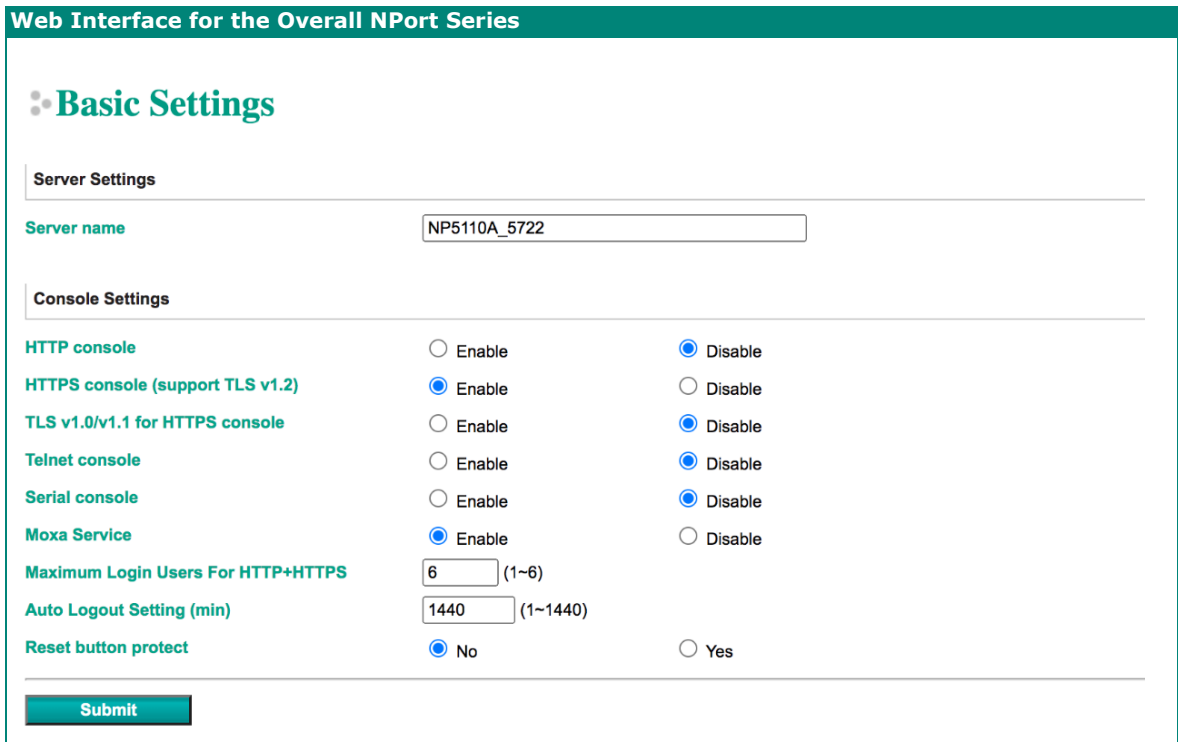 Web Interface for the Overall NPort Series
Basic Settings
Server Settings
Server name NP5110A_5722
Console Settings
HTTP console Enable Disable
HTTPS console (support TLS v1.2) Enable Disable
TLS v1.0/v1.1 for HTTPS console Enable Disable
Telnet console Enable Disable
Serial console Enable Disable
Moxa Service Enable Disable
Maximum Login Users For HTTP+HTTPS 6 (1~6)
Auto Logout Setting (min) 1440 (1~1440)
Reset button protect No Yes
Submit